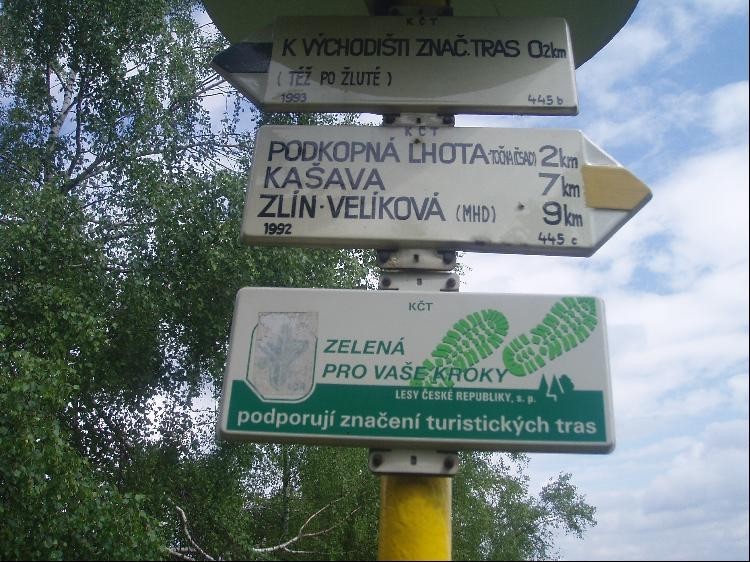 KČT
K VÝCHODIŠTI ZNAČ.TRAS 0,2km
( TÉŽ PO ŽLUTÉ )
1993 445 b
KČT
PODKOPNÁ LHOTA-TOČNA(ČSAD) 2km
KAŠAVA 7km
ZLÍN-VELÍKOVÁ (MHD) 9km
1992 445 c
KČT
ZELENÁ
PRO VAŠE KROKY
LESY ČESKÉ REPUBLIKY, s. p.
podporují značení turistických tras